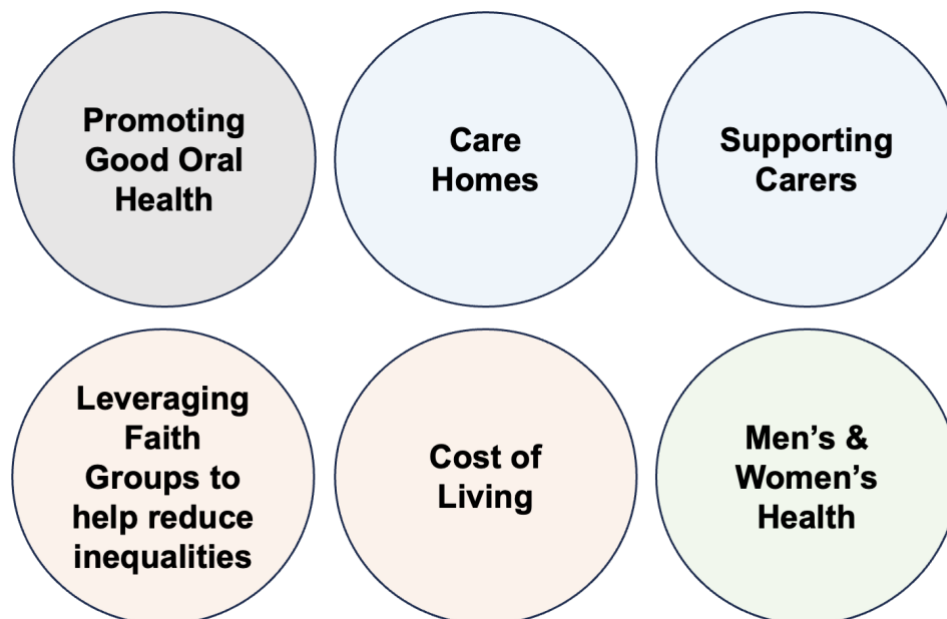 Promoting
Good Oral
Health
Care
Homes
Supporting
Carers
Leveraging
Faith
Groups to
help reduce
inequalities
Cost of
Living
Men’s &
Women’s
Health